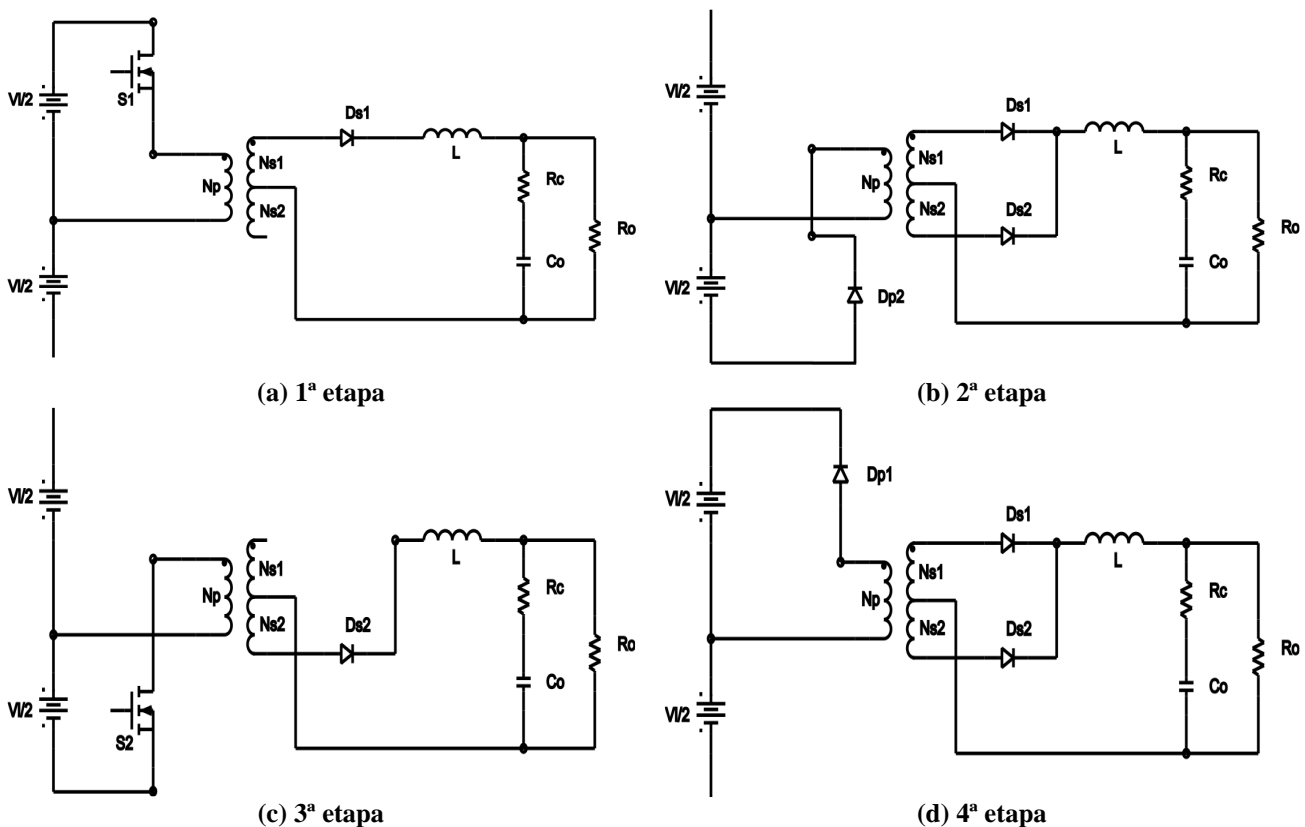 VI/2
S1
Np
Ns1
Ns2
Ds1
L
Rc
Co
Ro
VI/2
(a) 1ª etapa
VI/2
Np
Ns1
Ns2
Ds1
Ds2
L
Rc
Co
Ro
VI/2
Dp2
(b) 2ª etapa
VI/2
Np
Ns1
Ns2
Ds2
L
Rc
Co
Ro
VI/2
S2
(c) 3ª etapa
VI/2
Dp1
Np
Ns1
Ns2
Ds1
Ds2
L
Rc
Co
Ro
VI/2
(d) 4ª etapa